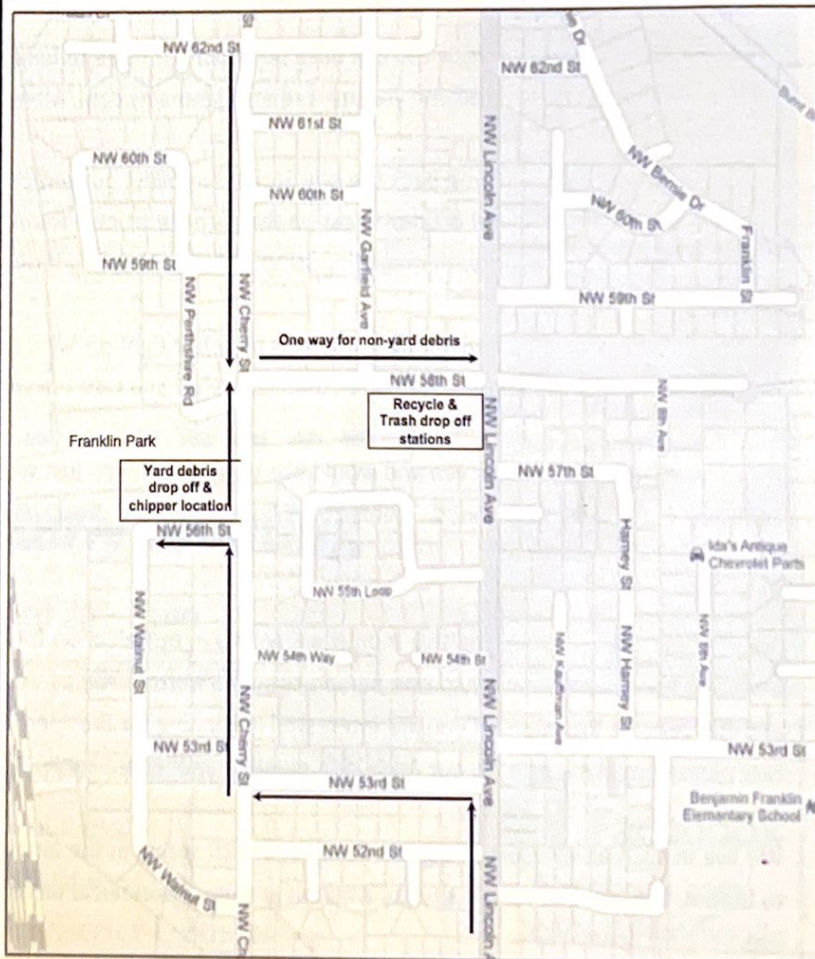 NW 62nd St
NW 62nd St
NW 61st St
NW 60th St
NW 60th St
NW Bernie Dr
NW 60th St
NW Lincoln Ave
NW Garfield Ave
Franklin St
NW 59th St
NW Perthshire Rd
NW Cherry St
NW 59th St
One way for non-yard debris
NW 58th St
Recycle &
Trash drop off
stations
NW Lincoln Ave
NW 8th Ave
Franklin Park
Yard debris
drop off &
chipper location
NW 57th St
NW 56th St
Harney St
Ida's Antique
Chevrolet Parts
NW 55th Loop
NW Walnut St
NW 54th Way
NW 54th St
NW Kauffman Ave
NW Harney St
NW 8th Ave
NW Cherry St
NW Lincoln Ave
NW 53rd St
NW 53rd St
NW 53rd St
Benjamin Franklin
Elementary School
NW 52nd St
NW Walnut St
NW Lincoln A
NW Ch